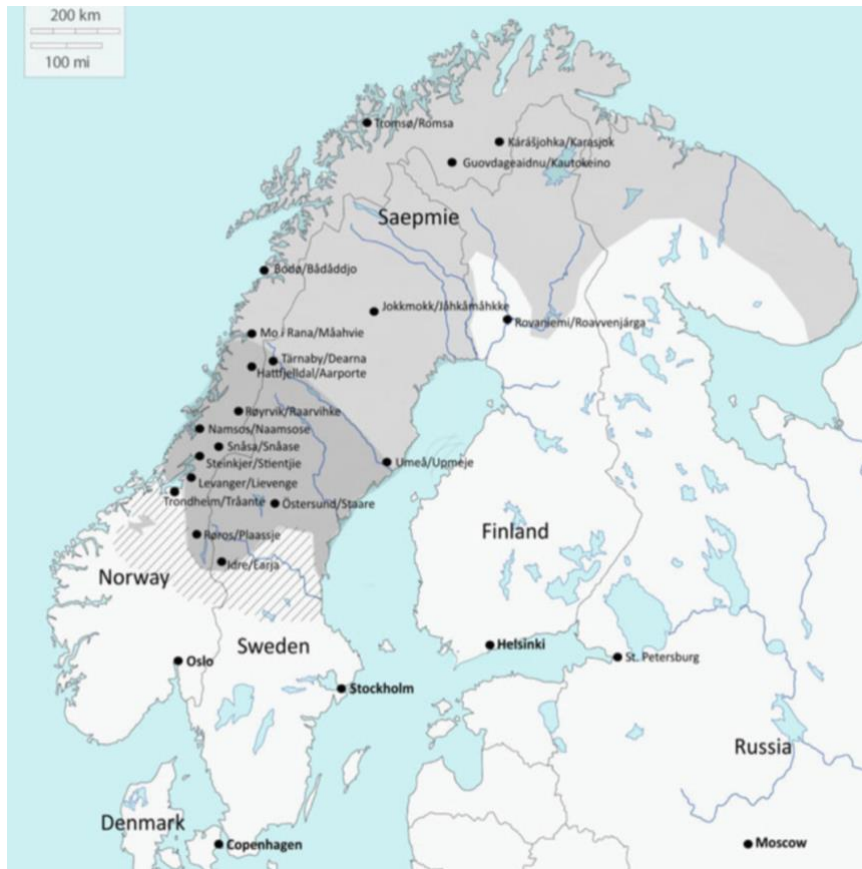 200 km
100 mi
Tromsø/Romsa
Kárášjohka/Karasjok
Guovdageaidnu/Kautokeino
Saepmie
Bodø/Bådåddjo
Jokkmokk/Jåhkåmåhkke
Rovaniemi/Roavvenjárga
Mo i Rana/Måahvie
Tärnaby/Dearna
Hattfjelldal/Aarporte
Røyrvik/Raarvihke
Namsos/Naamsose
Snåsa/Snåase
Steinkjer/Stientjie
Umeå/Upmeje
Levanger/Lievenge
Trondheim/Tråante
Östersund/Staare
Røros/Plaassje
Finland
Idre/Earja
Norway
Sweden
Helsinki
Oslo
St. Petersburg
Stockholm
Russia
Denmark
Copenhagen
Moscow